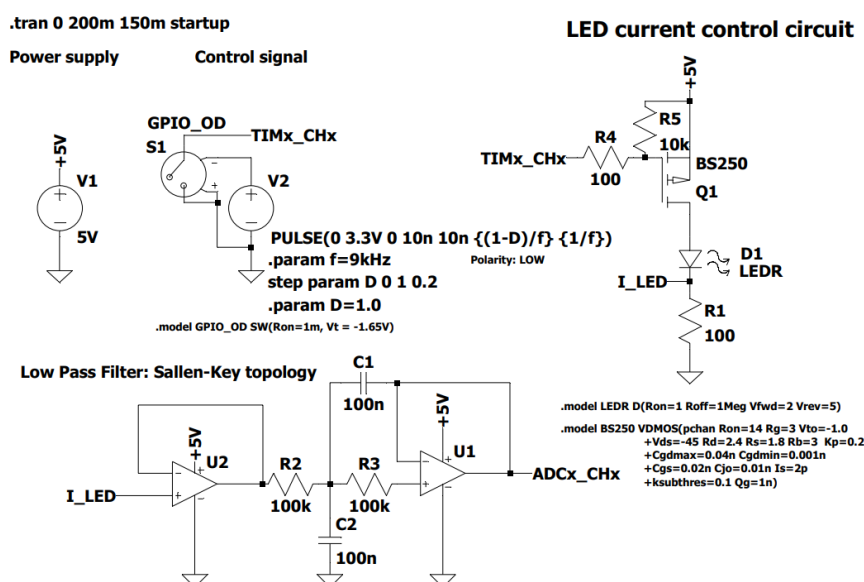 .tran 0 200m 150m startup
LED current control circuit
Power supply
Control signal
+5V
GPIO_OD
TIMx_CHx
S1
R5
10k
R4
BS250
TIMx_CHx
100
Q1
+5V
V1
5V
V2
PULSE(0 3.3V 0 10n 10n {(1-D)/f} {1/f})
Polarity: LOW
.param f=9kHz
step param D 0 1 0.2
.param D=1.0
.model GPIO_OD SW(Ron=1m, Vt = -1.65V)
D1
LEDR
I_LED
R1
100
Low Pass Filter: Sallen-Key topology
C1
100n
+5V
U2
+5V
U1
R2
100k
R3
100k
I_LED
ADCx_CHx
C2
100n
.model LEDR D(Ron=1 Roff=1Meg Vfwd=2 Vrev=5)
.model BS250 VDMOS(pchan Ron=14 Rg=3 Vto=-1.0
+Vds=-45 Rd=2.4 Rs=1.8 Rb=3 Kp=0.2
+Cgdmax=0.04n Cgdmin=0.001n
+Cgs=0.02n Cjo=0.01n Is=2p
+ksubthres=0.1 Qg=1n)